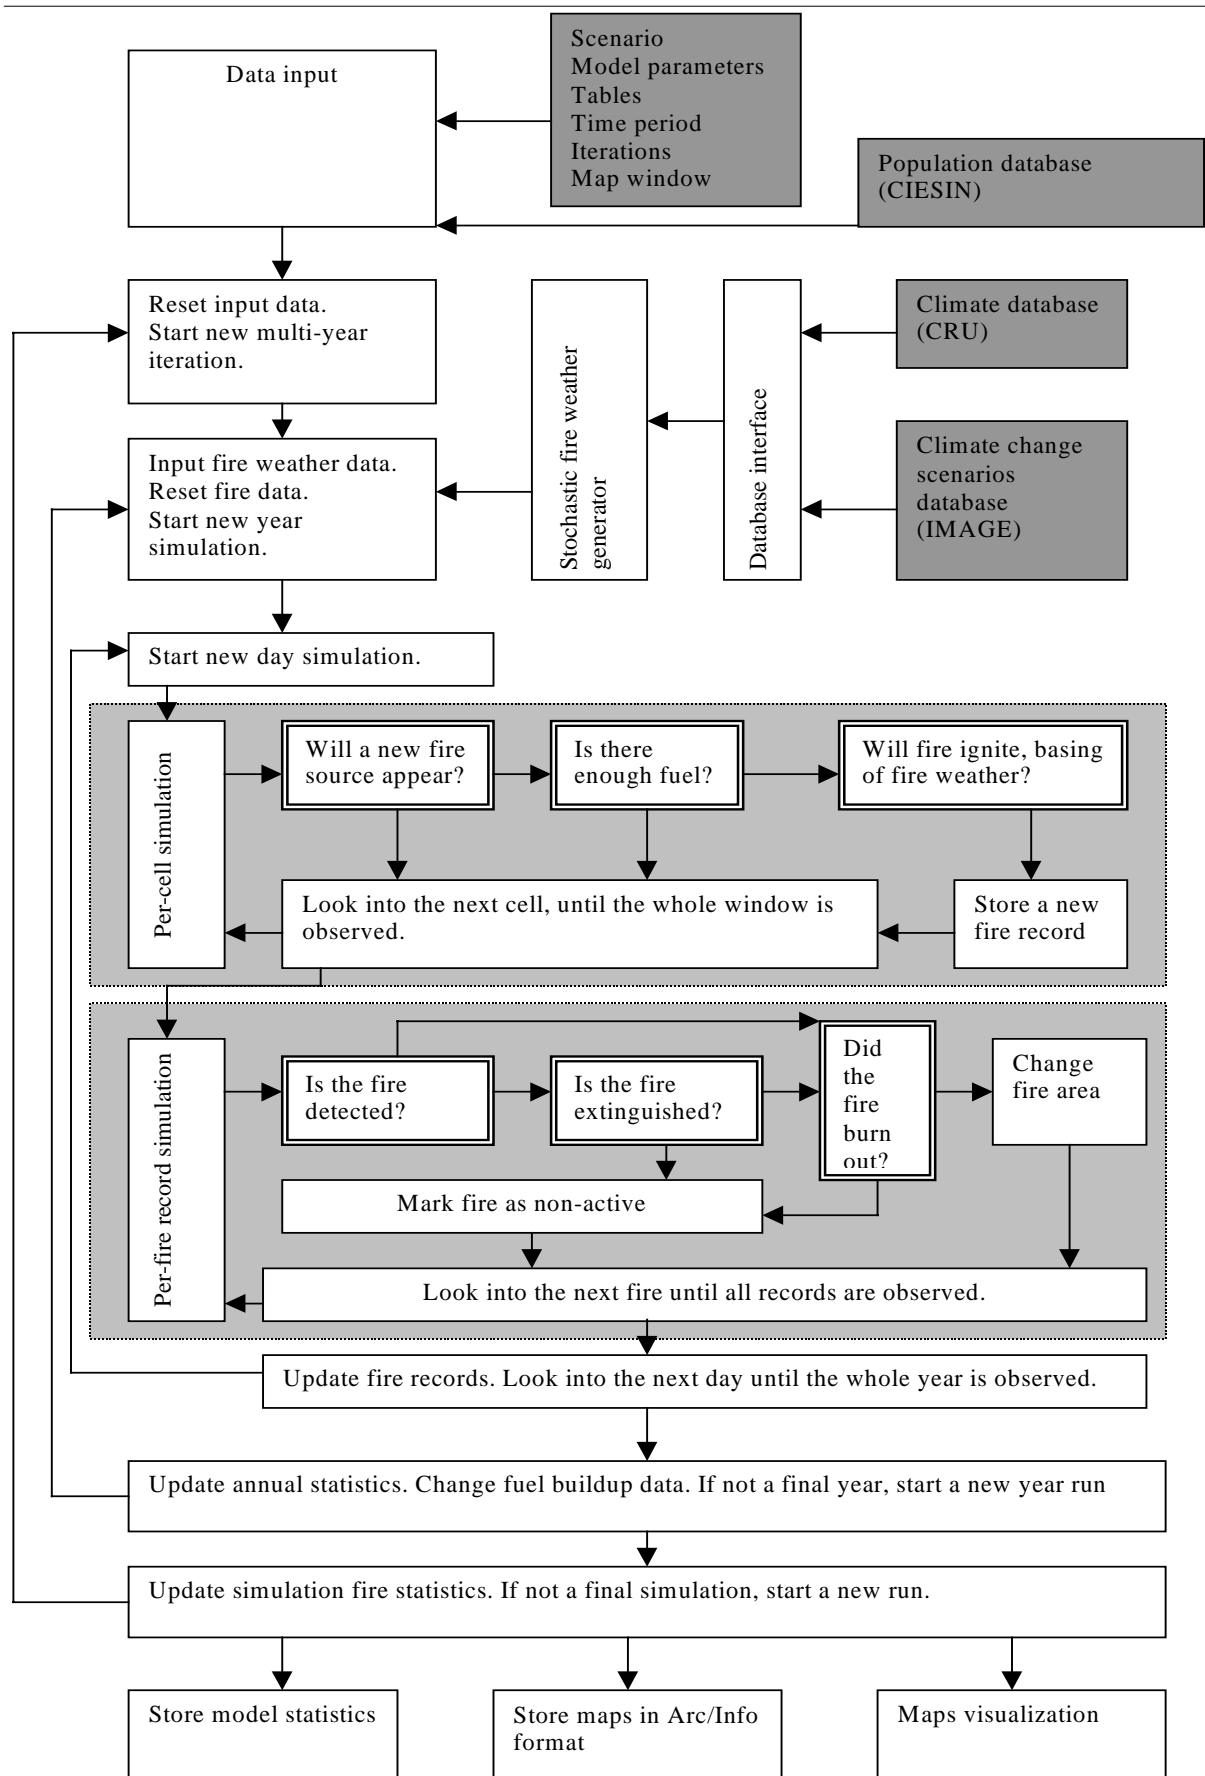 Data input
Scenario
Model parameters
Tables
Time period
Iterations
Map window
Population database
(CIESIN)
Reset input data.
Start new multi-year
iteration.
Input fire weather data.
Reset fire data.
Start new year
simulation.
Stochastic fire weather
generator
Database interface
Climate database
(CRU)
Climate change
scenarios
database
(IMAGE)
Start new day simulation.
Per-cell simulation
Will a new fire
source appear?
Is there
enough fuel?
Will fire ignite, basing
of fire weather?
Look into the next cell, until the whole window is
observed.
Store a new
fire record
Per-fire record simulation
Is the fire
detected?
Is the fire
extinguished?
Did
the
fire
burn
out?
Change
fire area
Mark fire as non-active
Look into the next fire until all records are observed.
Update fire records. Look into the next day until the whole year is observed.
Update annual statistics. Change fuel buildup data. If not a final year, start a new year run
Update simulation fire statistics. If not a final simulation, start a new run.
Store model statistics
Store maps in Arc/Info
format
Maps visualization